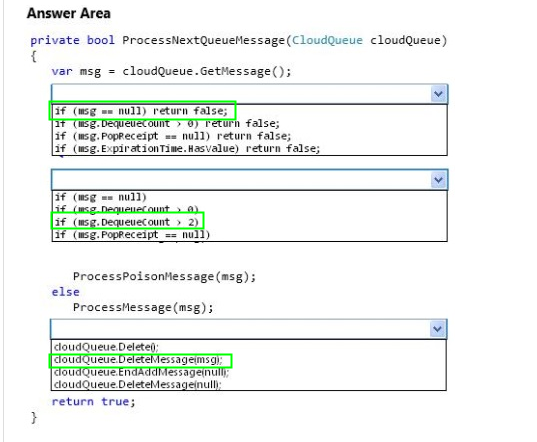 Answer Area
private bool ProcessNextQueueMessage(CloudQueue cloudQueue)
{
var msg = cloudQueue.GetMessage();
if (msg == null) return false;
if (msg.DequeueCount > 0) return false;
if (msg.PopReceipt == null) return false;
if (msg.ExpirationTime.HasValue) return false;
if (msg == null)
if (msg.DequeueCount > 0)
if (msg.DequeueCount > 2)
if (msg.PopReceipt == null)
ProcessPoisonMessage(msg);
else
ProcessMessage(msg);
cloudQueue.Delete();
cloudQueue.DeleteMessage(msg);
cloudQueue.EndAddMessage(null);
cloudQueue.DeleteMessage(null);
return true;
}